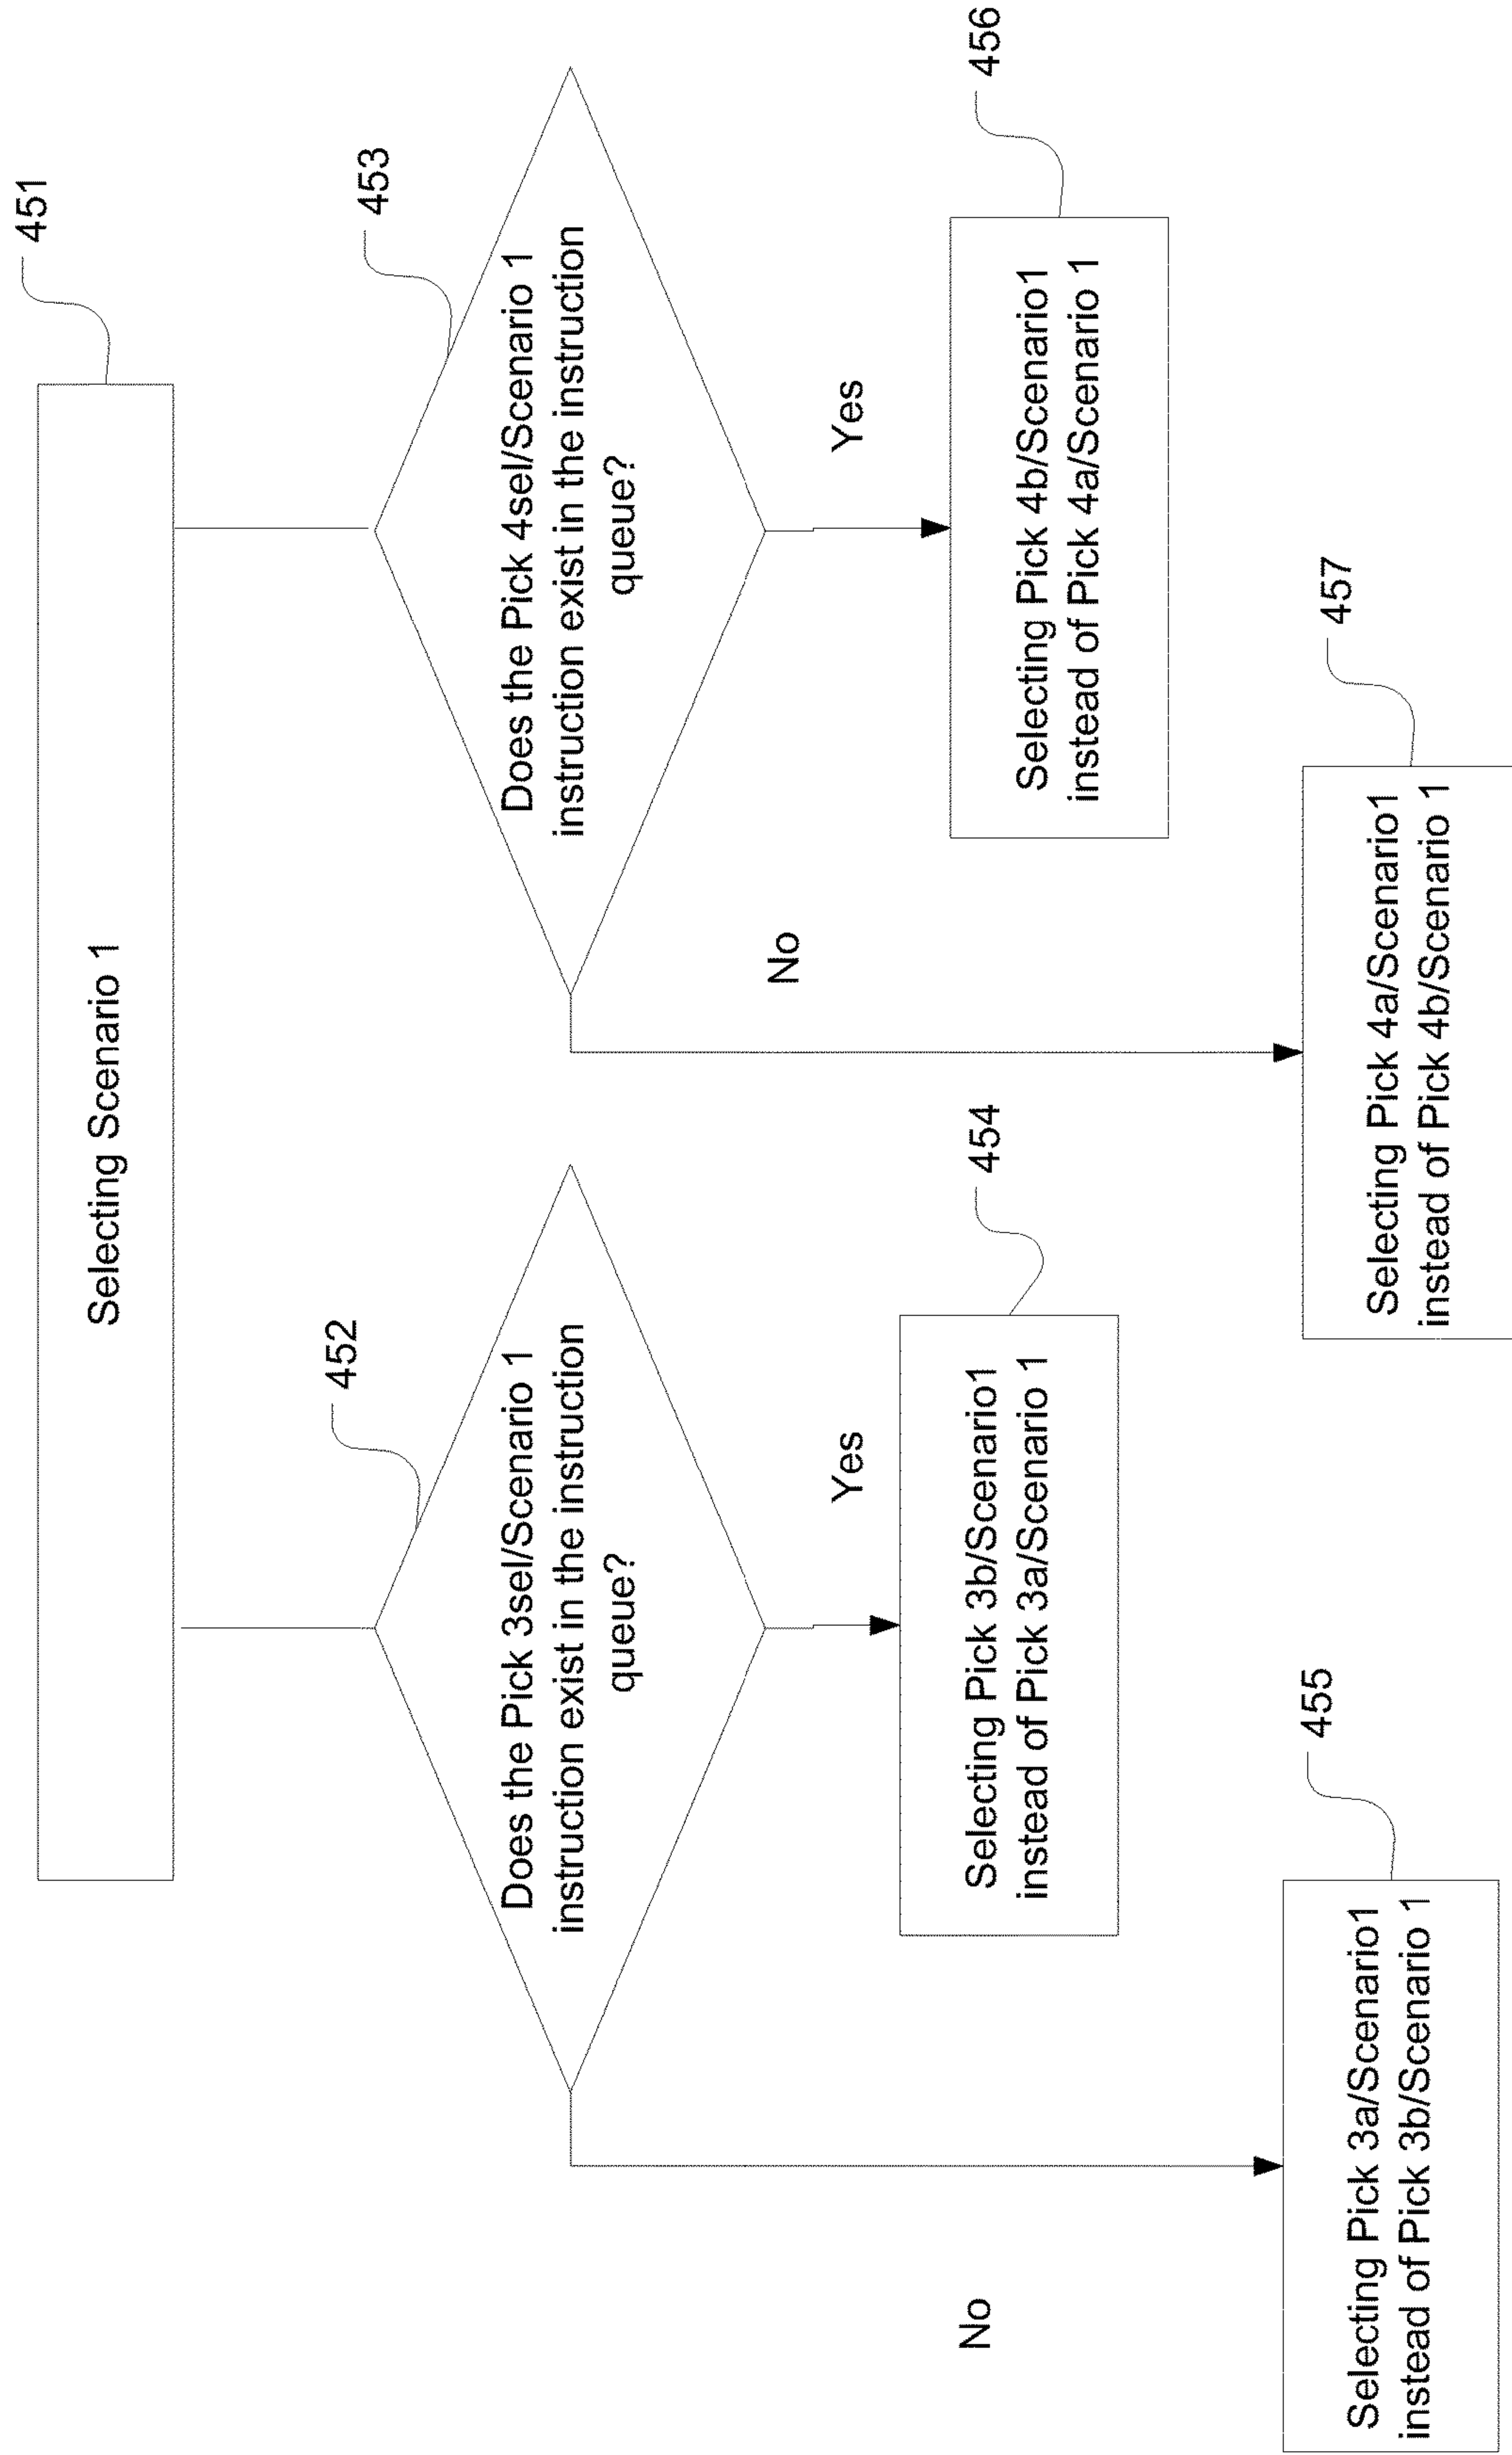 451
Selecting Scenario 1
452
Does the Pick 3sel/Scenario 1
instruction exist in the instruction
queue?
453
Does the Pick 4sel/Scenario 1
instruction exist in the instruction
queue?
Yes
454
Selecting Pick 3b/Scenario1
instead of Pick 3a/Scenario 1
No
455
Selecting Pick 3a/Scenario1
instead of Pick 3b/Scenario 1
Yes
456
Selecting Pick 4b/Scenario1
instead of Pick 4a/Scenario 1
No
457
Selecting Pick 4a/Scenario1
instead of Pick 4b/Scenario 1